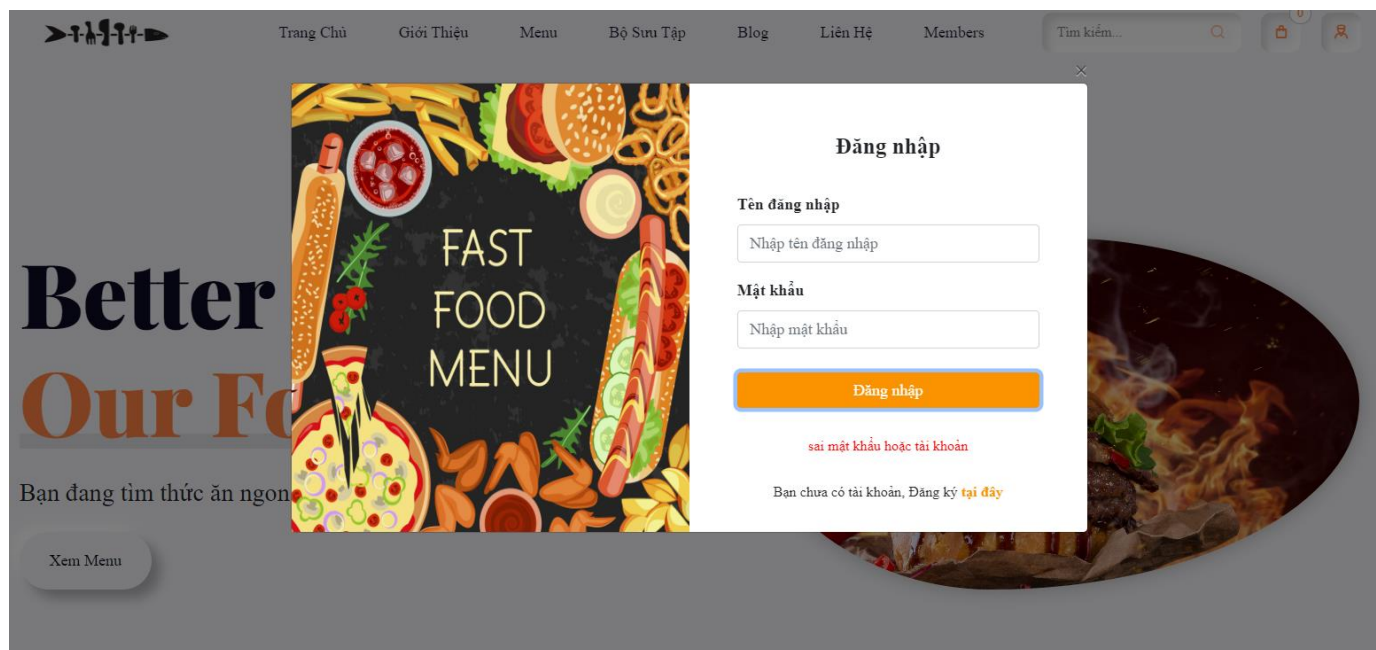 Trang Chủ
Giới Thiệu
Menu
Bộ Sưu Tập
Blog
Liên Hệ
Members
Tìm kiếm...
0
×
Better
Our Fo
Bạn đang tìm thức ăn ngon
Xem Menu
FAST
FOOD
MENU
Đăng nhập
Tên đăng nhập
Nhập tên đăng nhập
Mật khẩu
Nhập mật khẩu
Đăng nhập
sai mật khẩu hoặc tài khoản
Bạn chưa có tài khoản, Đăng ký tại đây